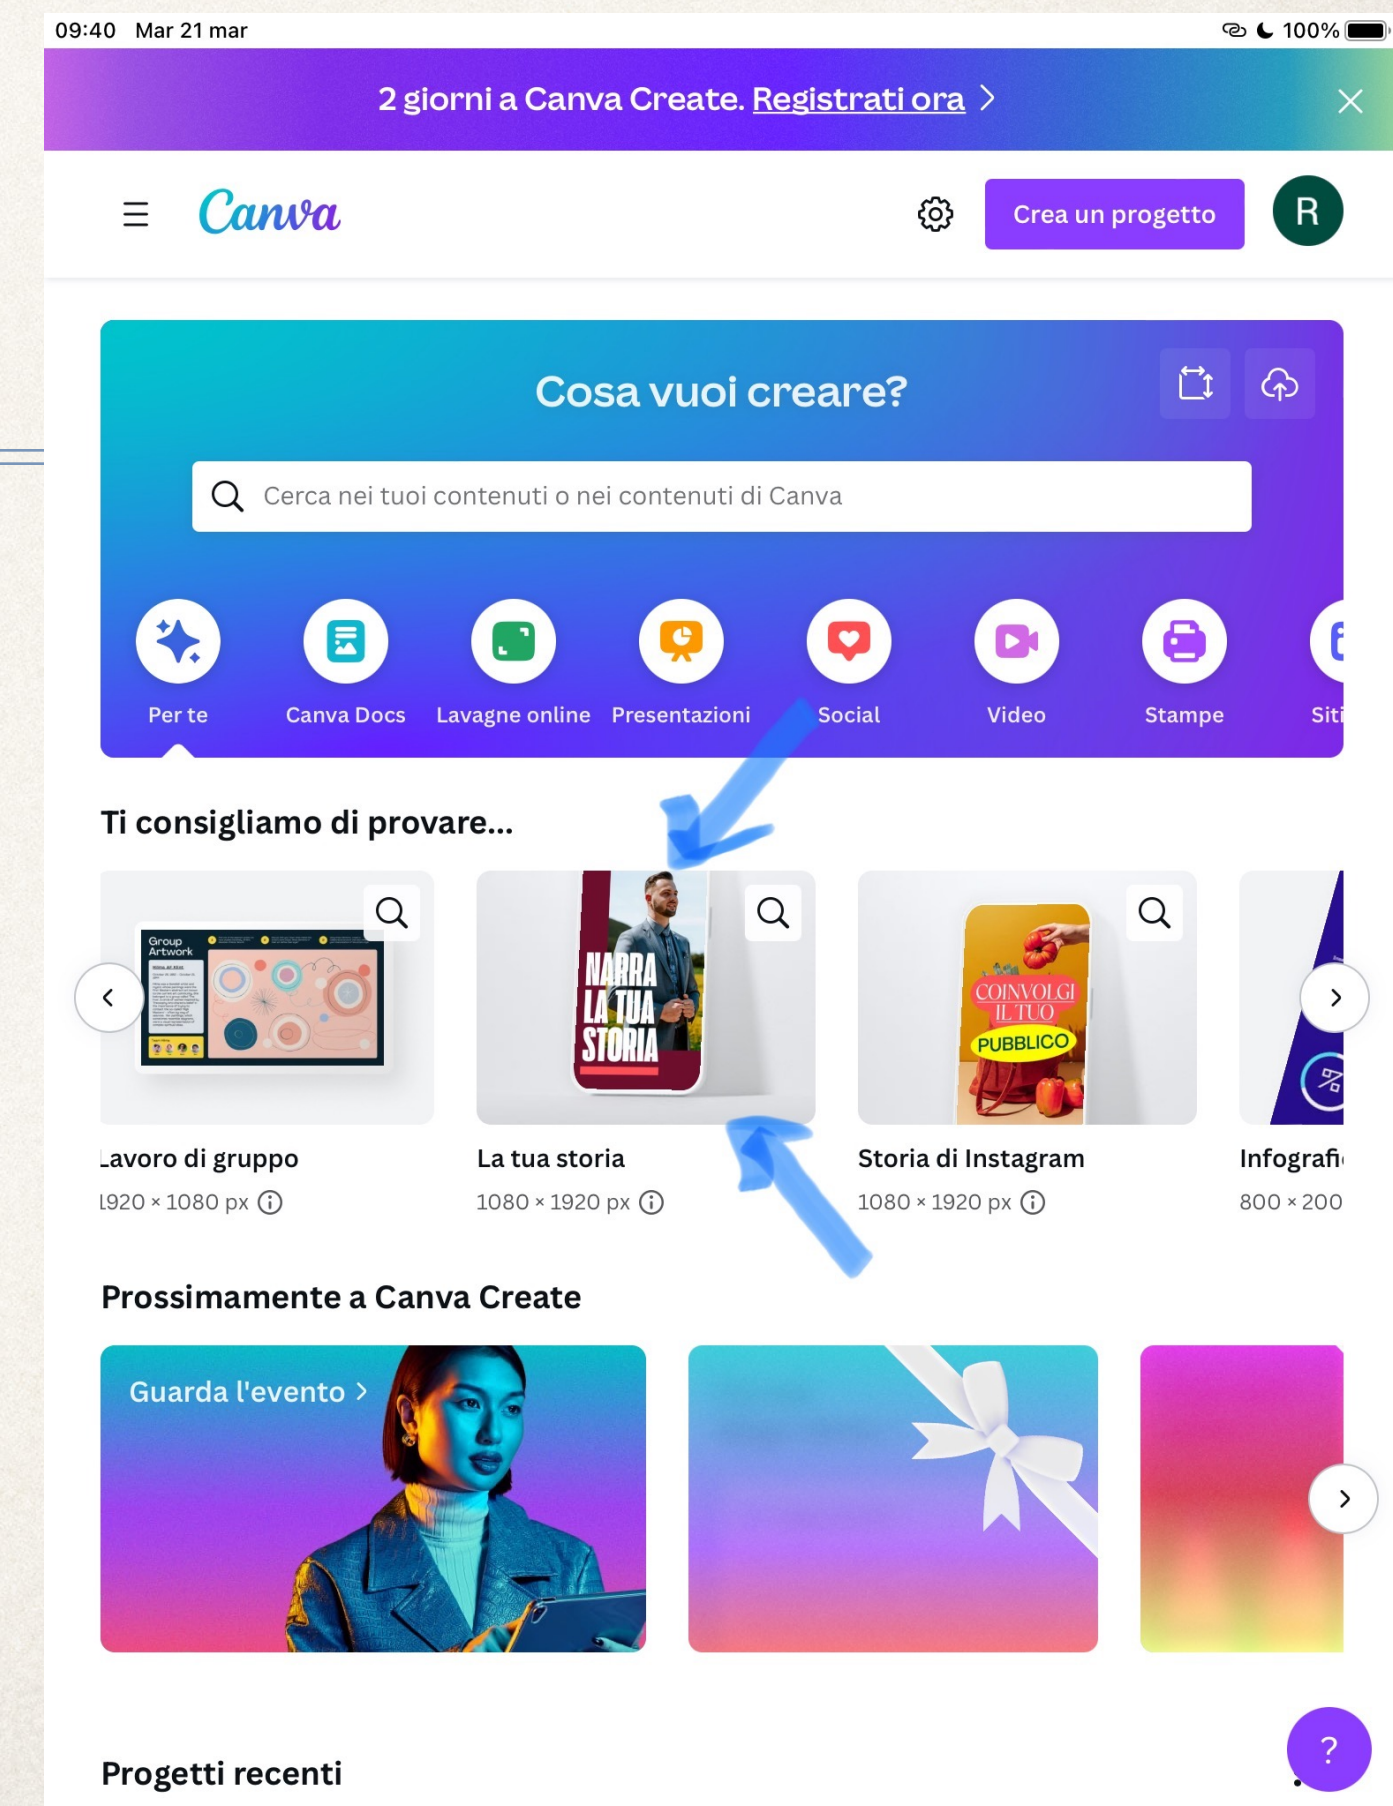 09:40 Mar 21 mar
100%
2 giorni a Canva Create. Registrati ora
Canva
Crea un progetto
R
Cosa vuoi creare?
Cerca nei tuoi contenuti o nei contenuti di Canva
Per te
Canva Docs
Lavagne online
Presentazioni
Social
Video
Stampe
Siti
Ti consigliamo di provare...
Group
Artwork
NARRA
LA TUA
STORIA
COINVOLGI
IL TUO
PUBBLICO
%
Lavoro di gruppo
1920 × 1080 px
La tua storia
1080 × 1920 px
Storia di Instagram
1080 × 1920 px
Infografi
800 × 200
Prossimamente a Canva Create
Guarda l'evento
Progetti recenti
?